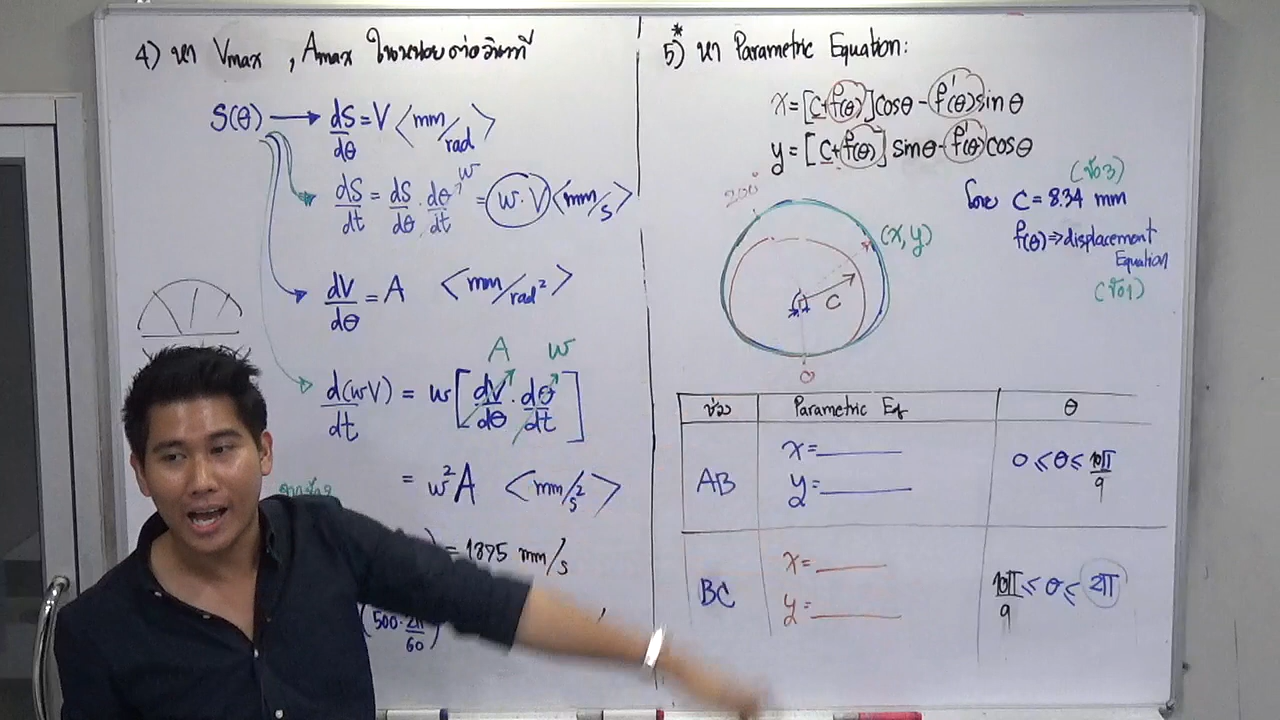 4) หา Vmax , Amax ในหน่วยต่อวินาที
S(θ) → dS/dθ = V <mm/rad>
dS/dt = dS/dθ · dθ/dt = w·V <mm/s>
w
dV/dθ = A <mm/rad²>
A w
d(wV)/dt = w[dV/dθ · dθ/dt]
= w²A <mm/s²>
) = 1875 mm/s
(500·2π/60)
5)* หา Parametric Equation:
x = [C+f(θ)]cosθ - f'(θ)sinθ
y = [C+f(θ)] sinθ - f'(θ)cosθ
(ข้อ3)
โดย C = 8.34 mm
f(θ) ⇒ displacement
Equation
(ข้อ1)
200°
(x,y)
C
0
ช่วง Parametric Eq θ
AB x=
y=
0 ≤ θ ≤ 10π/9
BC x=
y=
10π/9 ≤ θ ≤ 2π